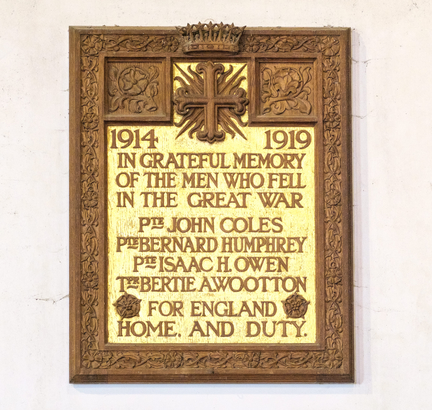 1914 1919
IN GRATEFUL MEMORY
OF THE MEN WHO FELL
IN THE GREAT WAR
PTE JOHN COLES
PTE BERNARD HUMPHREY
PTE ISAAC H. OWEN
TPR BERTIE A WOOTTON
FOR ENGLAND
HOME, AND DUTY.